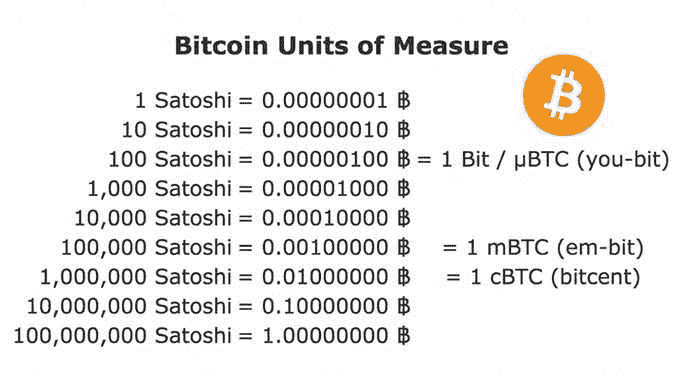 Bitcoin Units of Measure
1 Satoshi = 0.00000001 ฿
10 Satoshi = 0.00000010 ฿
100 Satoshi = 0.00000100 ฿ = 1 Bit / μBTC (you-bit)
1,000 Satoshi = 0.00001000 ฿
10,000 Satoshi = 0.00010000 ฿
100,000 Satoshi = 0.00100000 ฿ = 1 mBTC (em-bit)
1,000,000 Satoshi = 0.01000000 ฿ = 1 cBTC (bitcent)
10,000,000 Satoshi = 0.10000000 ฿
100,000,000 Satoshi = 1.00000000 ฿